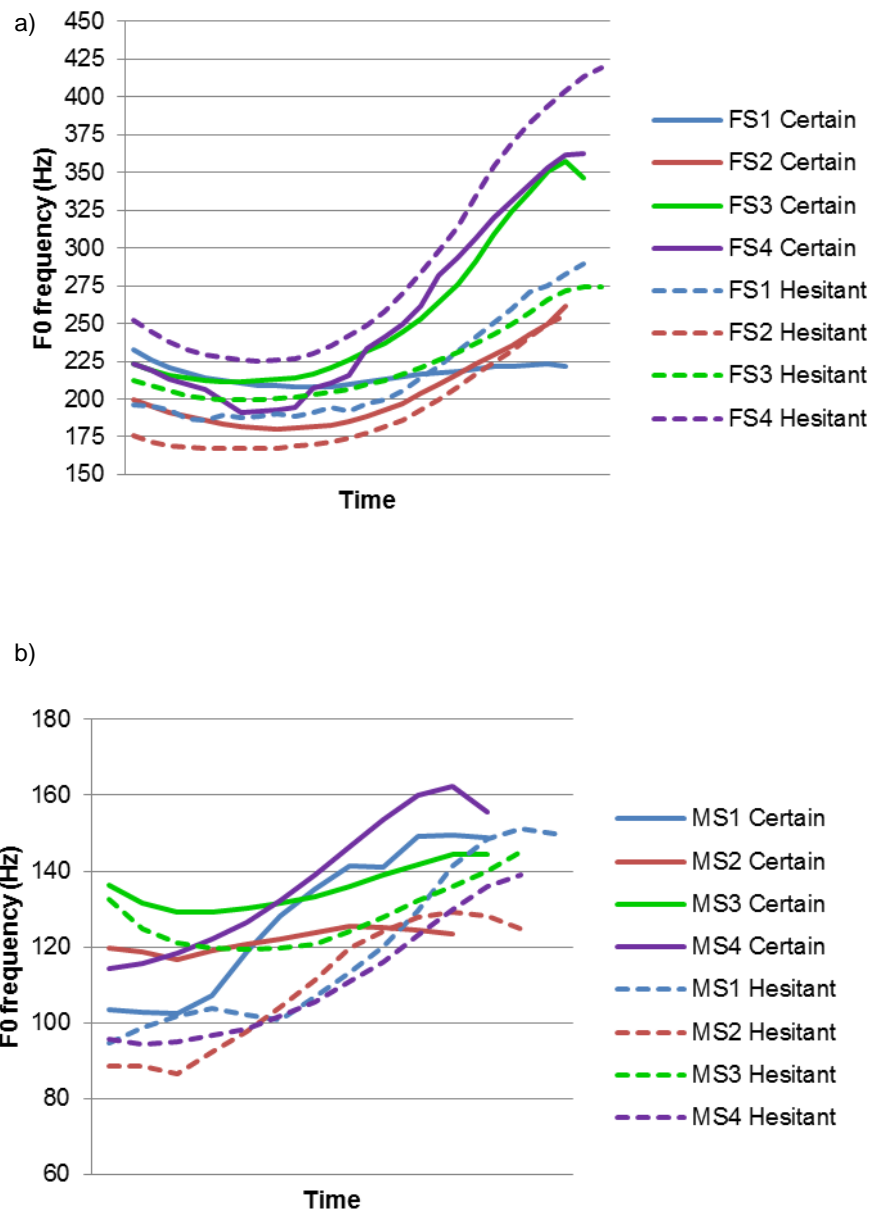 a)
450
425
400
375
350
325
300
275
250
225
200
175
150
F0 frequency (Hz)
Time
FS1 Certain
FS2 Certain
FS3 Certain
FS4 Certain
FS1 Hesitant
FS2 Hesitant
FS3 Hesitant
FS4 Hesitant
b)
180
160
140
120
100
80
60
F0 frequency (Hz)
Time
MS1 Certain
MS2 Certain
MS3 Certain
MS4 Certain
MS1 Hesitant
MS2 Hesitant
MS3 Hesitant
MS4 Hesitant